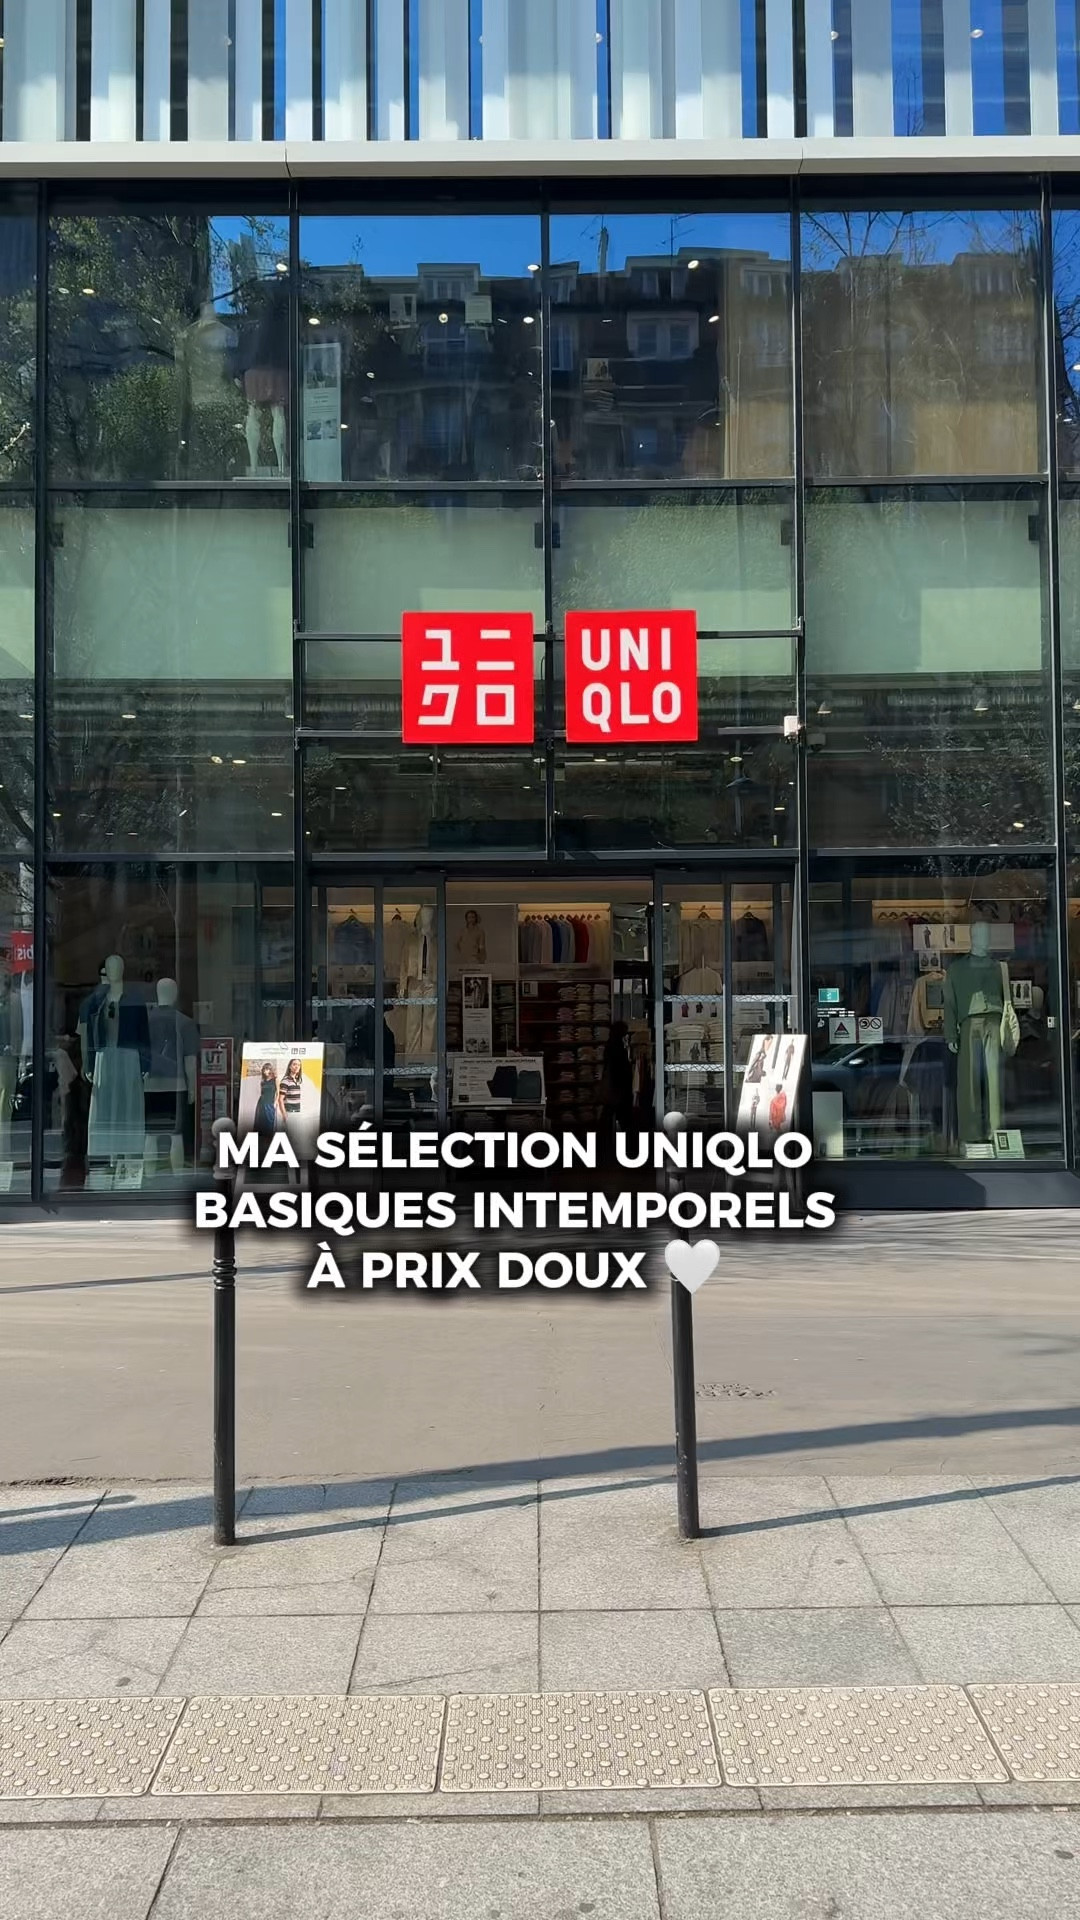 ユニ
クロ
UNI
QLO
MA SÉLECTION UNIQLO
BASIQUES INTEMPORELS
À PRIX DOUX 🤍